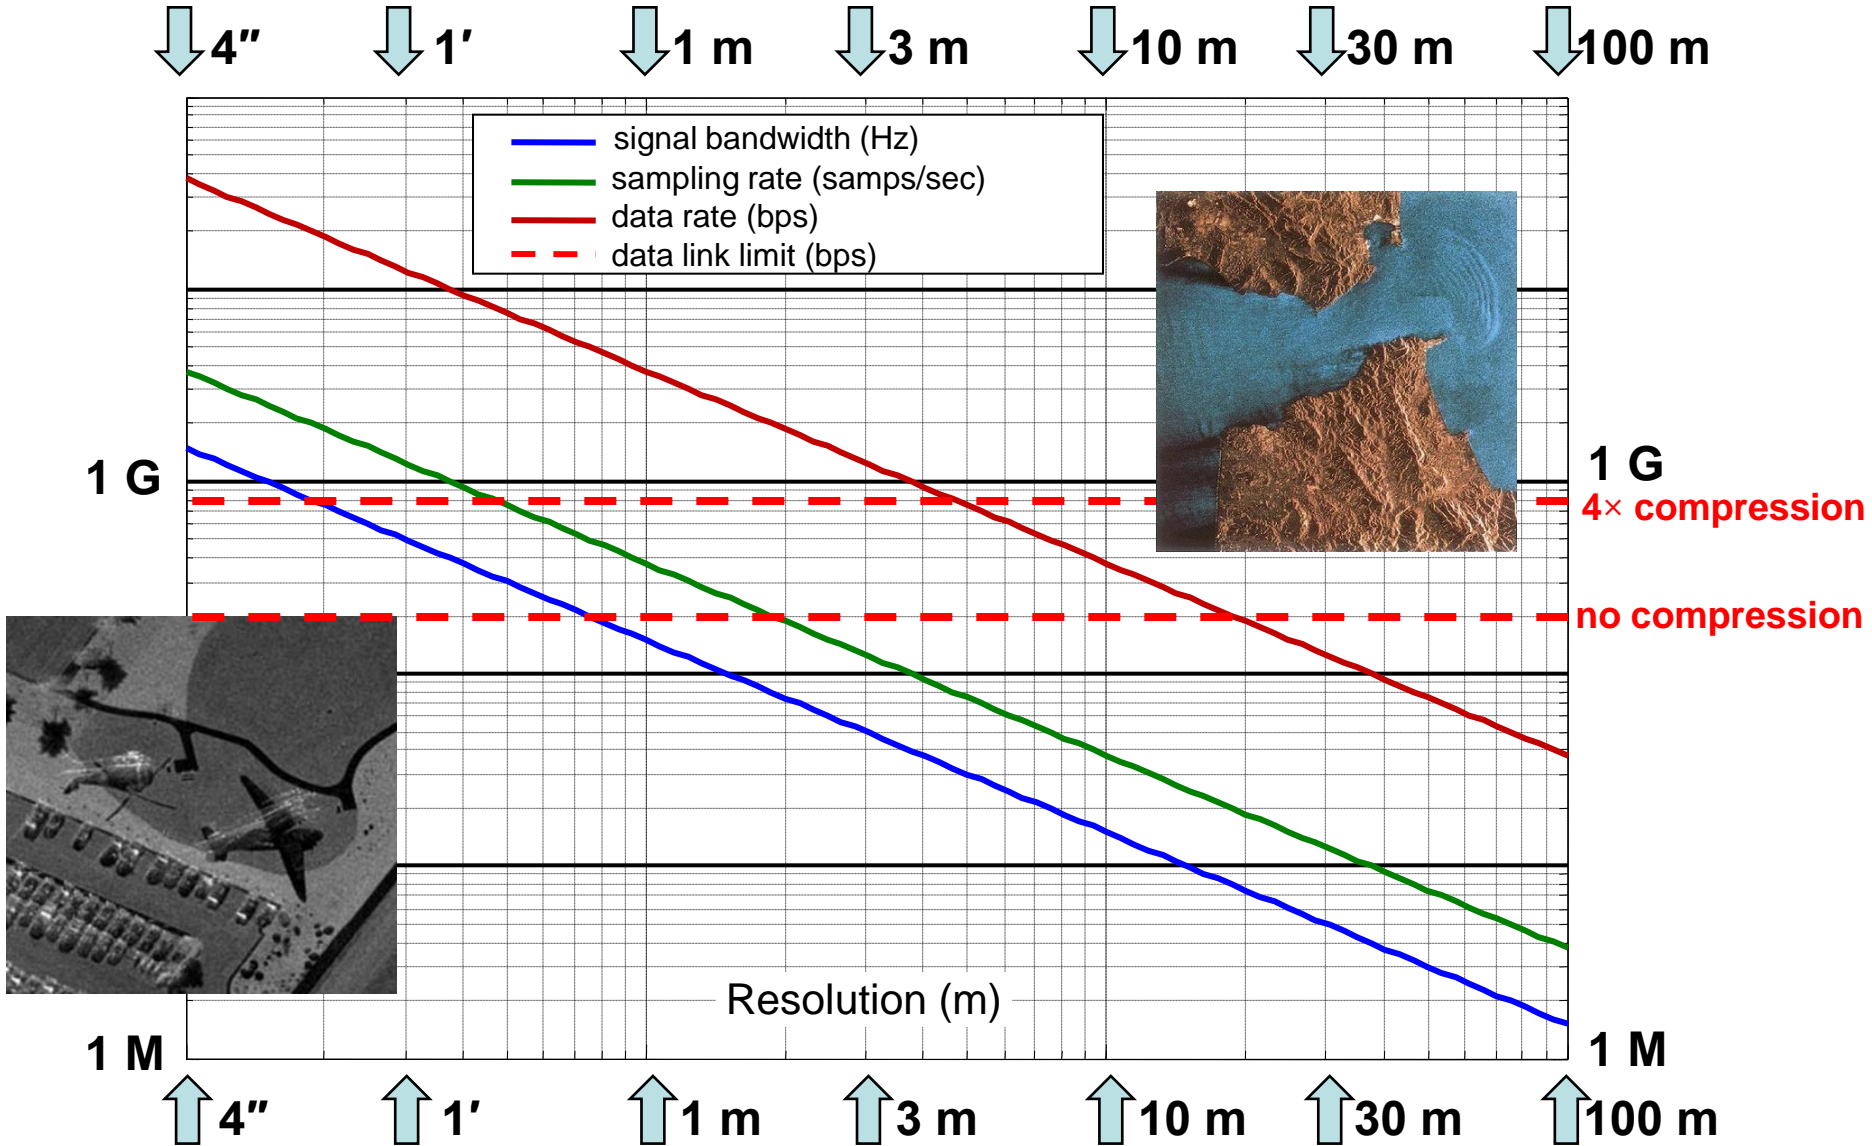 4″ 1′ 1 m 3 m 10 m 30 m 100 m
signal bandwidth (Hz)
sampling rate (samps/sec)
data rate (bps)
data link limit (bps)
1 G 1 G
4× compression
no compression
Resolution (m)
1 M 1 M
4″ 1′ 1 m 3 m 10 m 30 m 100 m